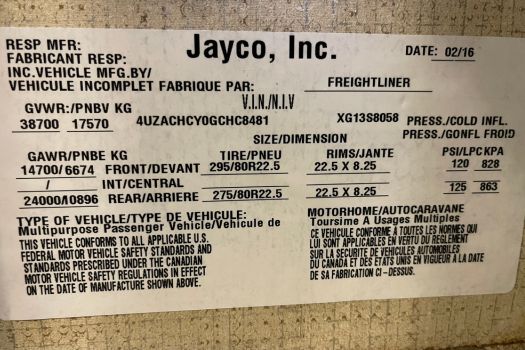 RESP MFR: Jayco, Inc. DATE: 02/16
FABRICANT RESP:
INC.VEHICLE MFG.BY/
VEHICULE INCOMPLET FABRIQUE PAR: FREIGHTLINER
GVWR:/PNBV KG V.I.N./N.I.V
38700 17570 4UZACHCY0GCHC8481 XG13S8058 PRESS./COLD INFL.
SIZE/DIMENSION PRESS./GONFL FROID
GAWR/PNBE KG TIRE/PNEU RIMS/JANTE PSI/LPC KPA
14700/ 6674 FRONT/DEVANT 295/80R22.5 22.5 X 8.25 120 828
/ INT/CENTRAL
24000/10896 REAR/ARRIERE 275/80R22.5 22.5 X 8.25 125 863
TYPE OF VEHICLE/TYPE DE VEHICULE: MOTORHOME/AUTOCARAVANE
Multipurpose Passenger Vehicle/Vehicule de Toursime A Usages Multiples
THIS VEHICLE CONFORMS TO ALL APPLICABLE U.S.
FEDERAL MOTOR VEHICLE SAFETY STANDARDS AND
STANDARDS PRESCRIBED UNDER THE CANADIAN
MOTOR VEHICLE SAFETY REGULATIONS IN EFFECT
ON THE DATE OF MANUFACTURE SHOWN ABOVE.
CE VÉHICULE CONFORME À TOUTES LES NORMES QUI
LUI SONT APPLICABLES EN VERTU DU RÈGLEMENT
SUR LA SECURITE DE VÉHICULES AUTOMOBILES
DU CANADA ET DES ÉTATS UNIS EN VIGUEUR À LA DATE
DE SA FABRICATION CI -DESSUS.